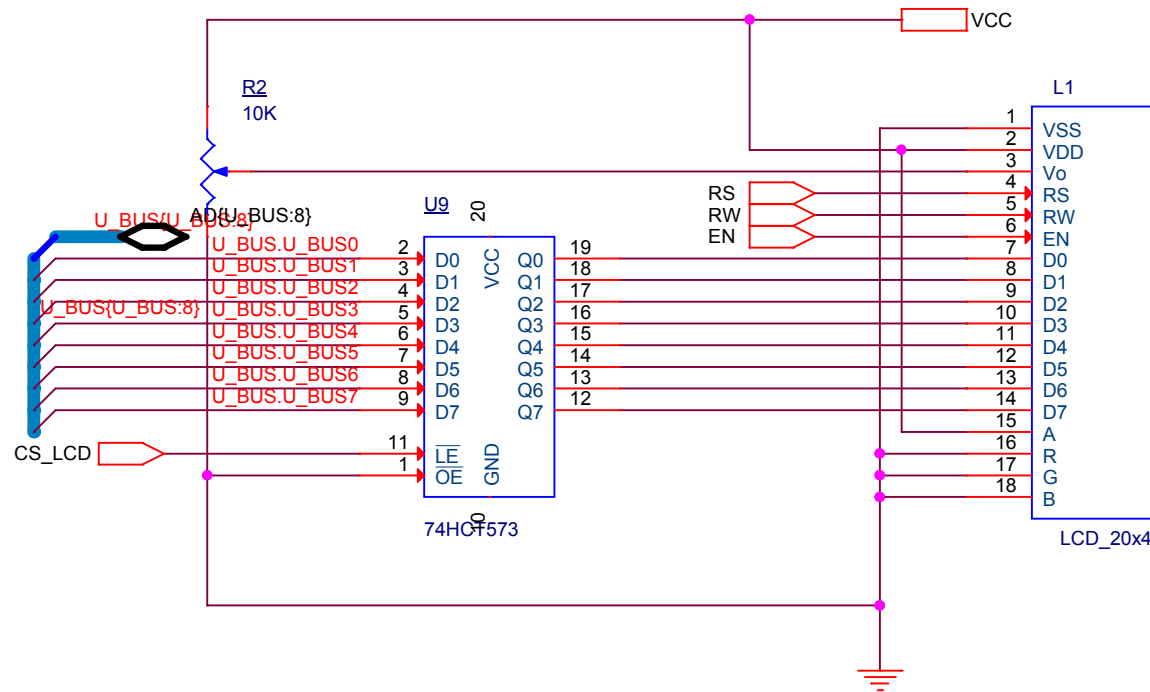 VCC
R2
10K
L1
1 VSS
2 VDD
3 Vo
RS 4 RS
RW 5 RW
EN 6 EN
AD{U_BUS:8}
U_BUS{U_BUS:8}
U9
20
VCC
U_BUS.U_BUS0 2 D0 Q0 19 7 D0
U_BUS.U_BUS1 3 D1 Q1 18 8 D1
U_BUS.U_BUS2 4 D2 Q2 17 9 D2
U_BUS{U_BUS:8}
U_BUS.U_BUS3 5 D3 Q3 16 10 D3
U_BUS.U_BUS4 6 D4 Q4 15 11 D4
U_BUS.U_BUS5 7 D5 Q5 14 12 D5
U_BUS.U_BUS6 8 D6 Q6 13 13 D6
U_BUS.U_BUS7 9 D7 Q7 12 14 D7
15 A
CS_LCD 11 LE 16 R
1 OE GND 17 G
18 B
10
74HCT573
LCD_20x4